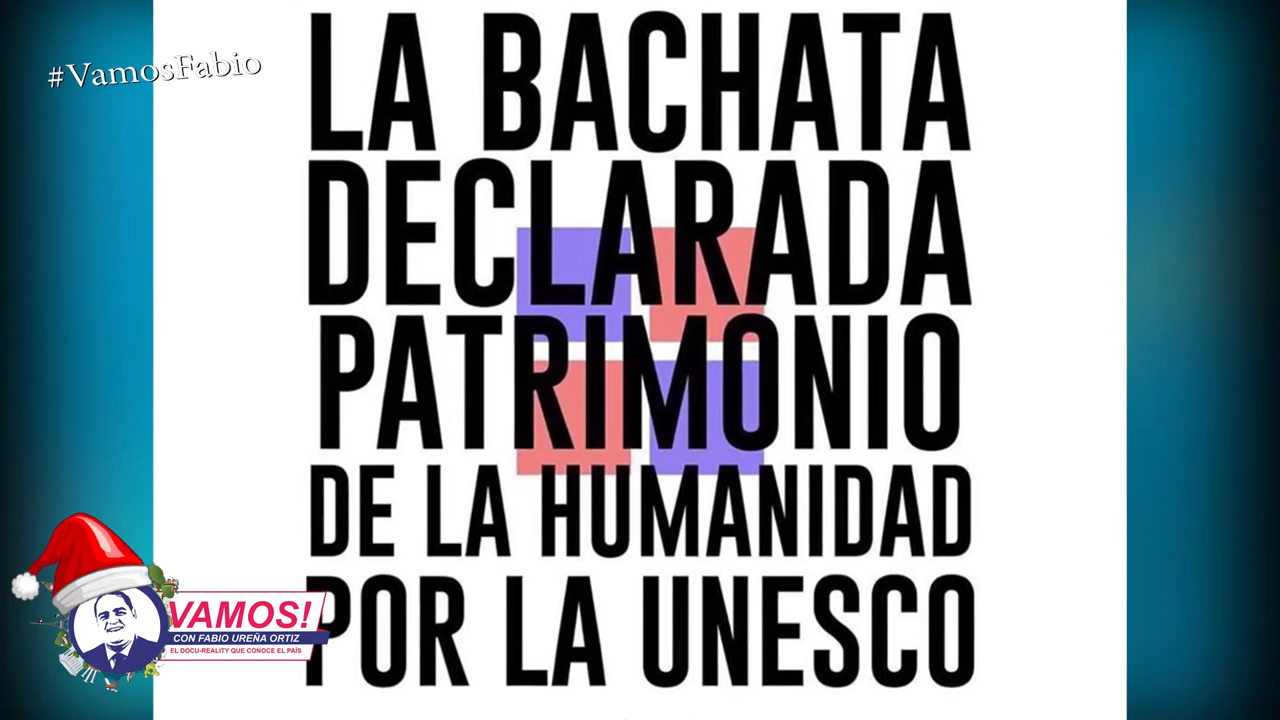 #VamosFabio
LA BACHATA
DECLARADA
PATRIMONIO
DE LA HUMANIDAD
POR LA UNESCO
VAMOS!
CON FABIO UREÑA ORTIZ
EL DOCU-REALITY QUE CONOCE EL PAÍS